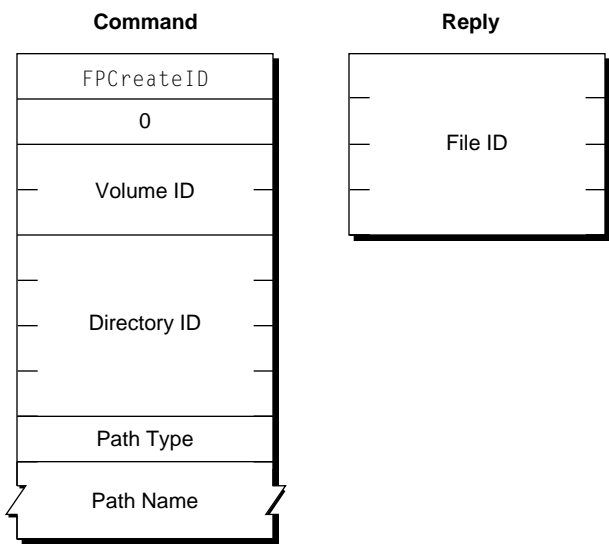 Command
FPCreateID
0
Volume ID
Directory ID
Path Type
Path Name
Reply
File ID